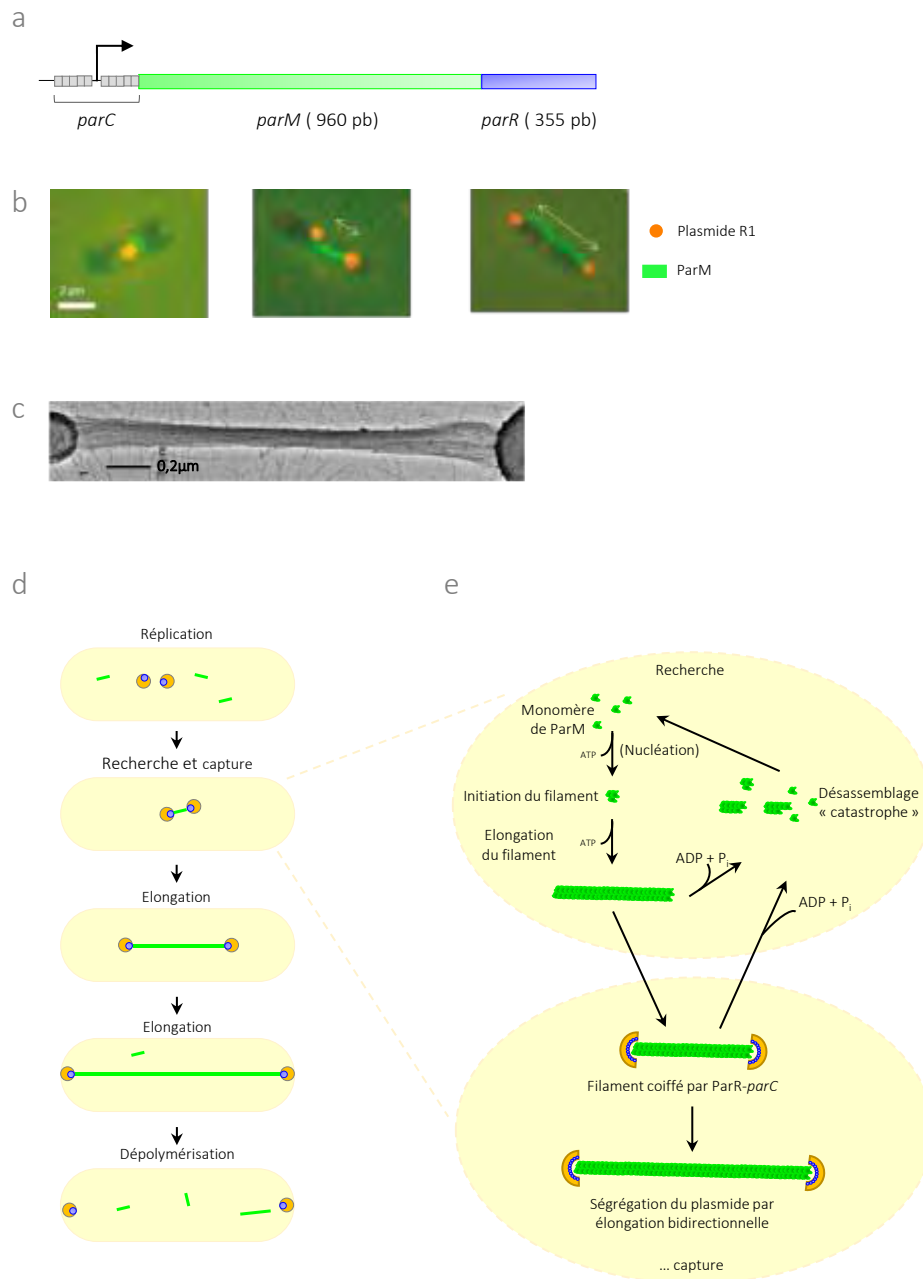 a
parC
parM ( 960 pb)
parR ( 355 pb)
b
2 µm
Plasmide R1
ParM
c
0,2µm
d
Réplication
Recherche et capture
Elongation
Elongation
Dépolymérisation
e
Recherche
Monomère
de ParM
ATP
(Nucléation)
Initiation du filament
Désassemblage
« catastrophe »
Elongation
du filament
ATP
ADP + Pi
ADP + Pi
Filament coiffé par ParR-parC
Ségrégation du plasmide par
élongation bidirectionnelle
... capture